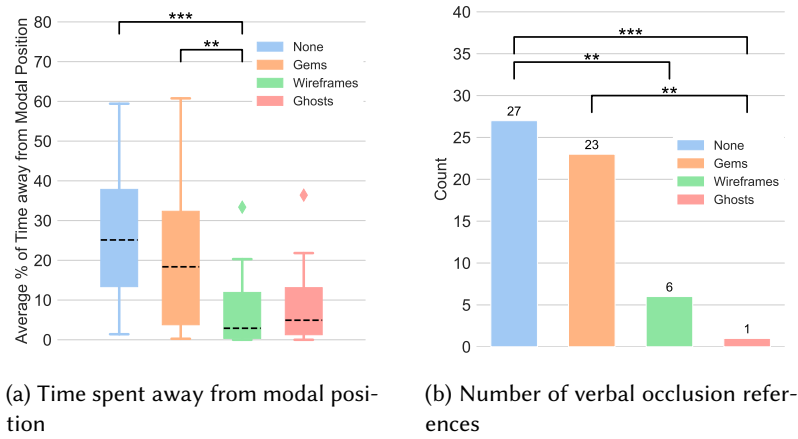 Average % of Time away from Modal Position
80
70
60
50
40
30
20
10
0
***
**
None
Gems
Wireframes
Ghosts
(a) Time spent away from modal posi-
tion
Count
40
35
30
25
20
15
10
5
0
***
**
**
27
23
6
1
None
Gems
Wireframes
Ghosts
(b) Number of verbal occlusion refer-
ences